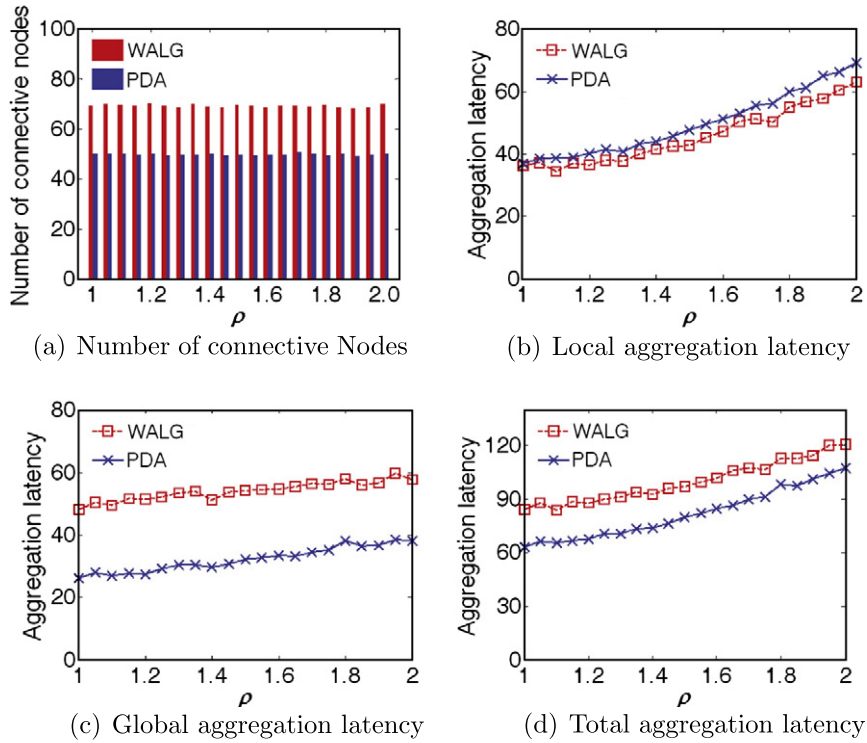 Number of connective nodes
100
80
60
40
20
0
WALG
PDA
1 1.2 1.4 1.6 1.8 2.0
ρ
(a) Number of connective Nodes
Aggregation latency
80
60
40
20
0
WALG
PDA
1 1.2 1.4 1.6 1.8 2
ρ
(b) Local aggregation latency
Aggregation latency
80
60
40
20
0
WALG
PDA
1 1.2 1.4 1.6 1.8 2
ρ
(c) Global aggregation latency
Aggregation latency
120
90
60
30
0
WALG
PDA
1 1.2 1.4 1.6 1.8 2
ρ
(d) Total aggregation latency